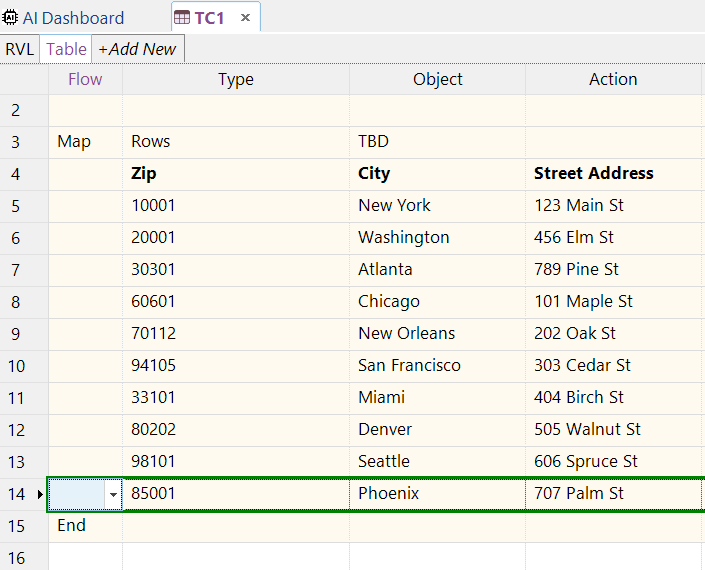 AI Dashboard TC1 ×
RVL Table +Add New
Flow Type Object Action
2
3 Map Rows TBD
4 Zip City Street Address
5 10001 New York 123 Main St
6 20001 Washington 456 Elm St
7 30301 Atlanta 789 Pine St
8 60601 Chicago 101 Maple St
9 70112 New Orleans 202 Oak St
10 94105 San Francisco 303 Cedar St
11 33101 Miami 404 Birch St
12 80202 Denver 505 Walnut St
13 98101 Seattle 606 Spruce St
14 85001 Phoenix 707 Palm St
15 End
16